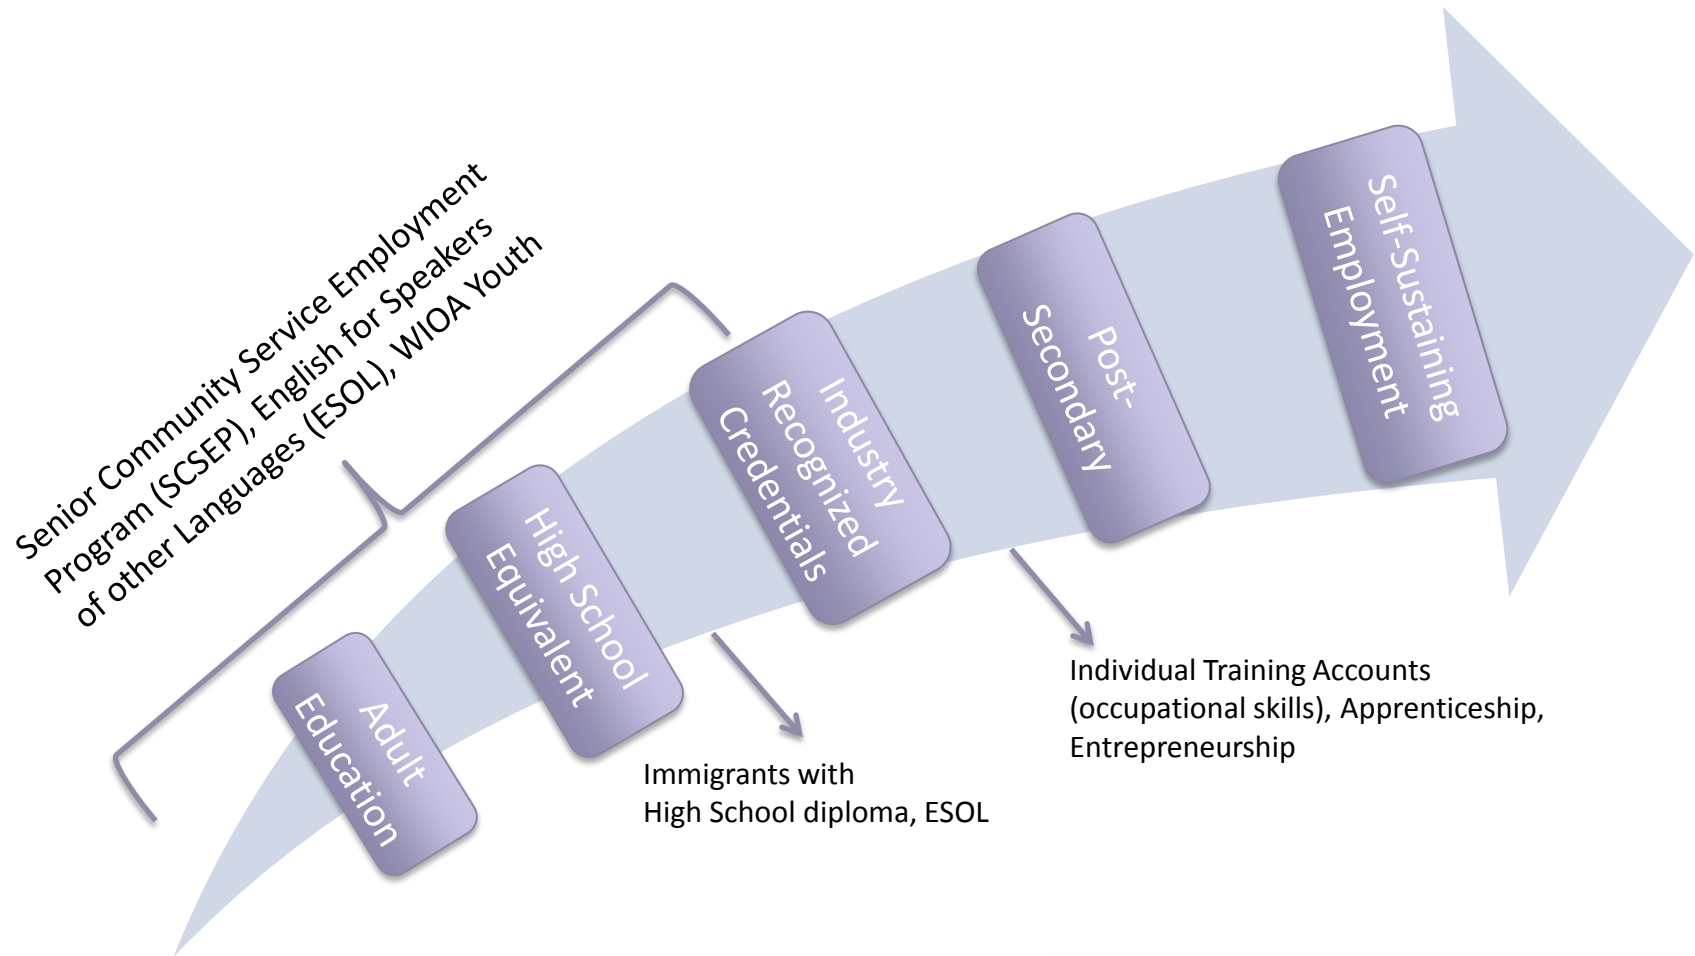 Senior Community Service Employment
Program (SCSEP), English for Speakers
of other Languages (ESOL), WIOA Youth
Adult
Education
High School
Equivalent
Industry
Recognized
Credentials
Post-
Secondary
Self-Sustaining
Employment
Immigrants with
High School diploma, ESOL
Individual Training Accounts
(occupational skills), Apprenticeship,
Entrepreneurship